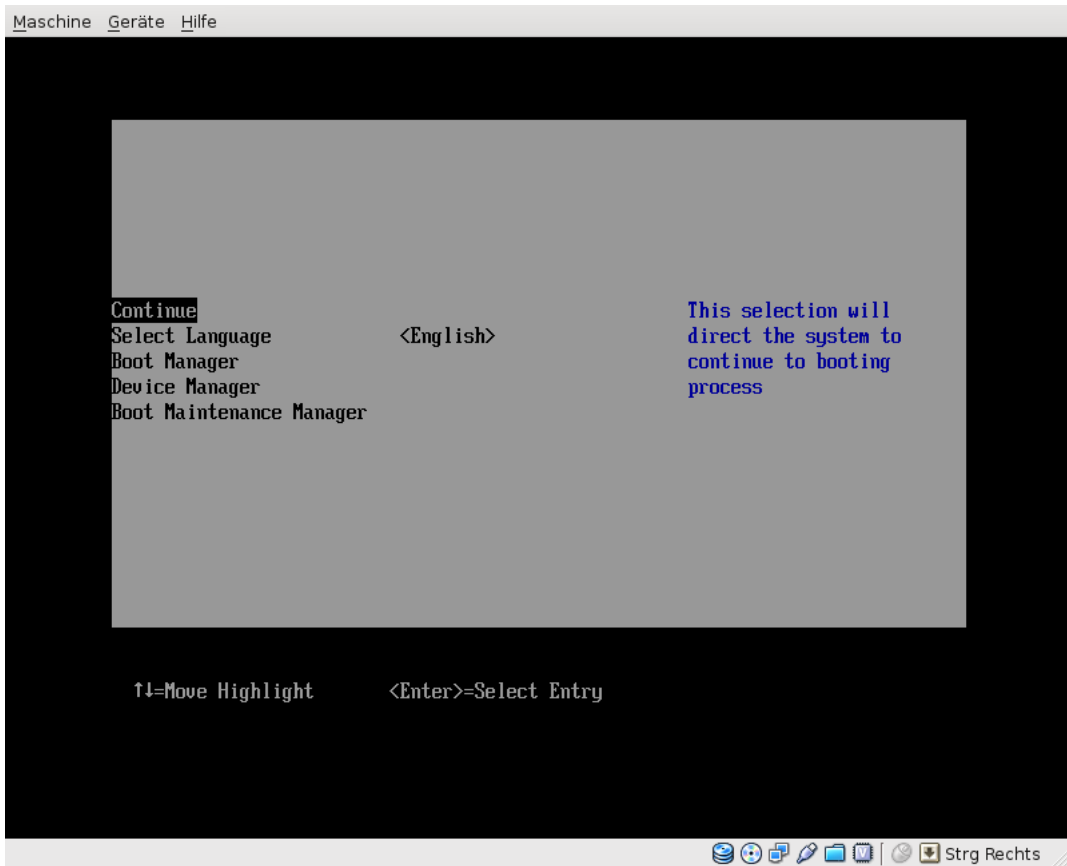 Maschine Geräte Hilfe
Continue
Select Language <English>
Boot Manager
Device Manager
Boot Maintenance Manager
This selection will
direct the system to
continue to booting
process
↑↓=Move Highlight <Enter>=Select Entry
Strg Rechts